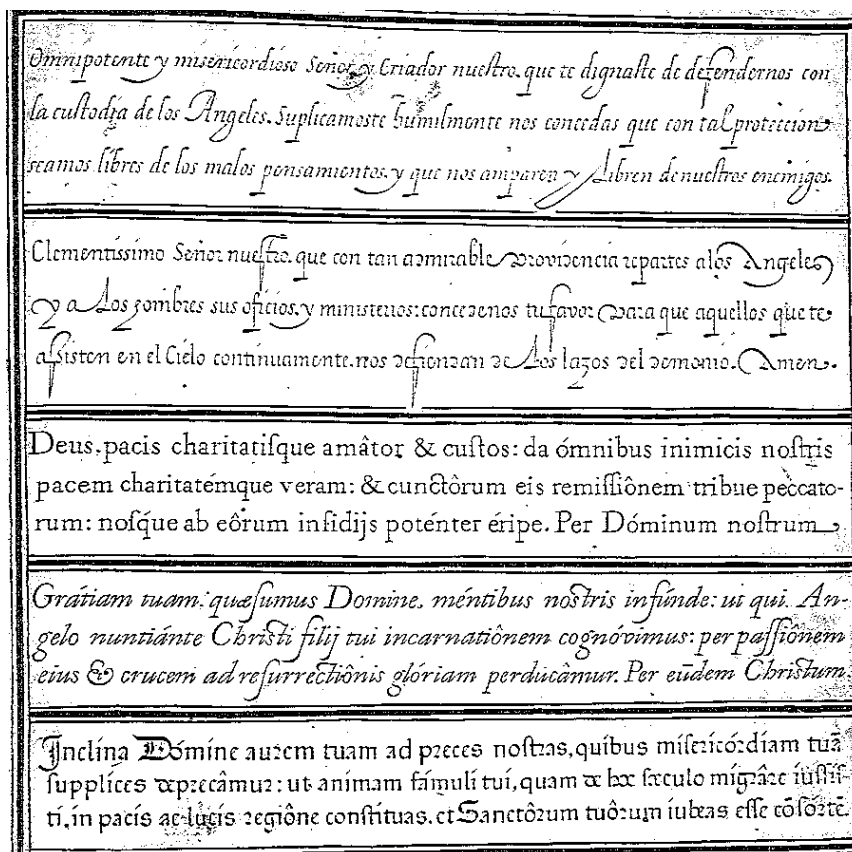 Omnipotente y misericordioso Señor, y Criador nuestro, que te dignaste de defendernos con
la custodia de los Angeles. Suplicamoste humilmente nos concedas que con tal proteccion
seamos libres de los malos pensamientos, y que nos amparen y libren de nuestros enemigos.
Clementissimo Señor nuestro, que con tan admirable providencia repartes a los Angeles
y a los hombres sus oficios, y ministerios: concedenos tu favor para que aquellos que te
assisten en el Cielo continuamente, nos defiendan de los lazos del demonio. Amen.
Deus, pacis charitatiſque amâtor & cuſtos: da ómnibus inimicis noſtris
pacem charitatémque veram: & cunctôrum eis remiſſiônem tribue peccato-
rum: noſq́ue ab eôrum inſidijs poténter éripe. Per Dóminum noſtrum
Grátiam tuam, quæſumus Domine, méntibus noſtris infúnde: ut qui, An-
gelo nuntiánte Chriſti filij tui incarnatiônem cognóvimus: per paſſiônem
eius & crucem ad reſurrectiônis glóriam perducâmur. Per eūdem Chriſtum
Inclina Dómine aurem tuam ad preces noſtras, quibus miſericórdiam tuā
ſupplices deprecâmur: ut animam fámuli tui, quam de hoc ſæculo migrâre iuſſiſ-
ti, in pacis ac lucis regiône conſtituas, et Sanctôrum tuôrum iubeas eſſe cōſortē.